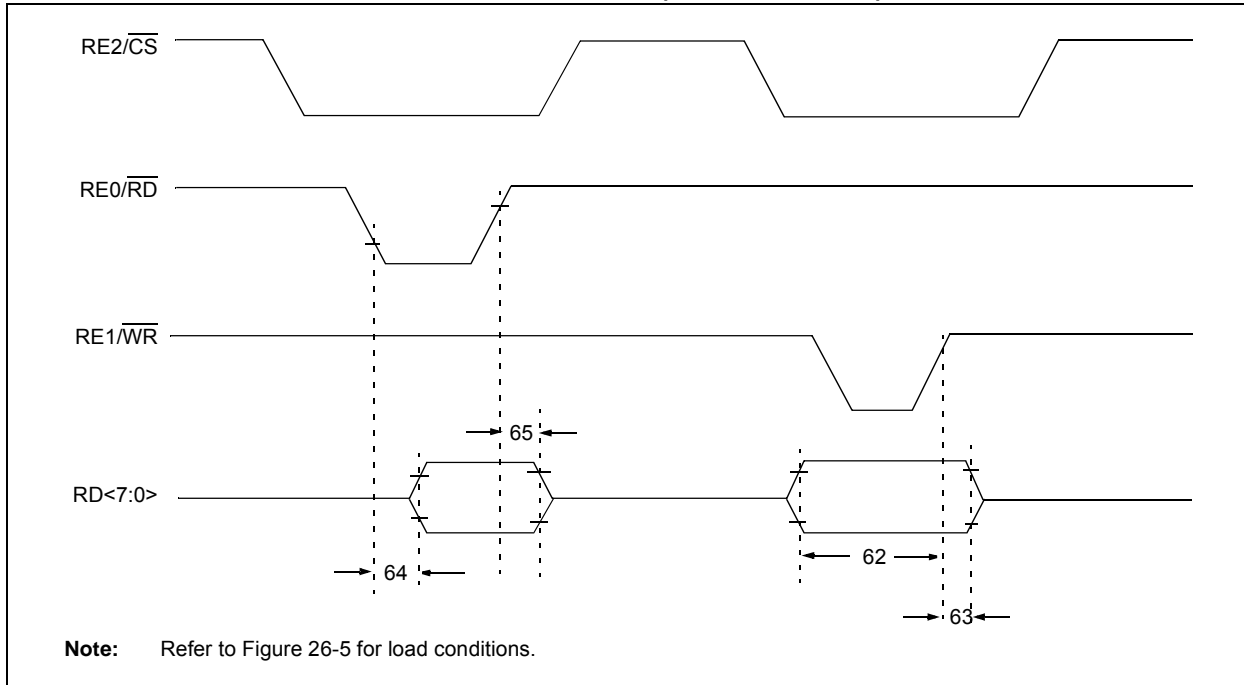 RE2/CS
RE0/RD
RE1/WR
65
RD<7:0>
62
64
63
Note: Refer to Figure 26-5 for load conditions.